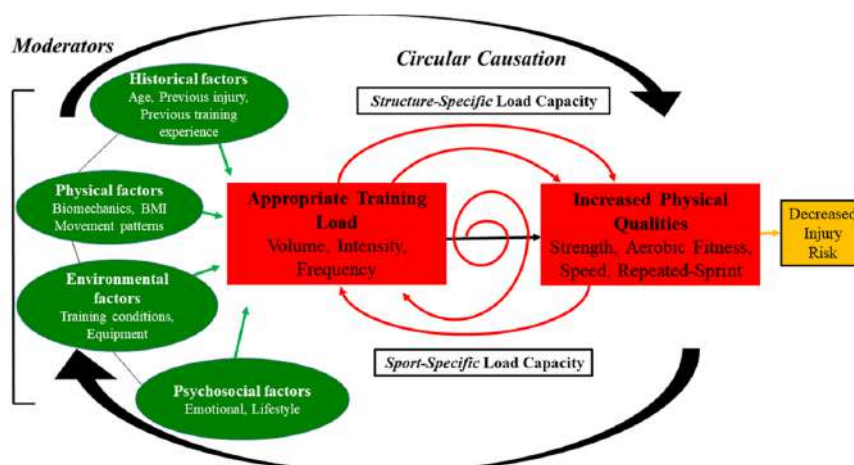 Moderators
Circular Causation
Historical factors
Age, Previous injury,
Previous training
experience
Structure-Specific Load Capacity
Physical factors
Biomechanics, BMI
Movement patterns
Appropriate Training
Load
Volume, Intensity,
Frequency
Increased Physical
Qualities
Strength, Aerobic Fitness,
Speed, Repeated-Sprint
Decreased
Injury
Risk
Environmental
factors
Training conditions,
Equipment
Sport-Specific Load Capacity
Psychosocial factors
Emotional, Lifestyle